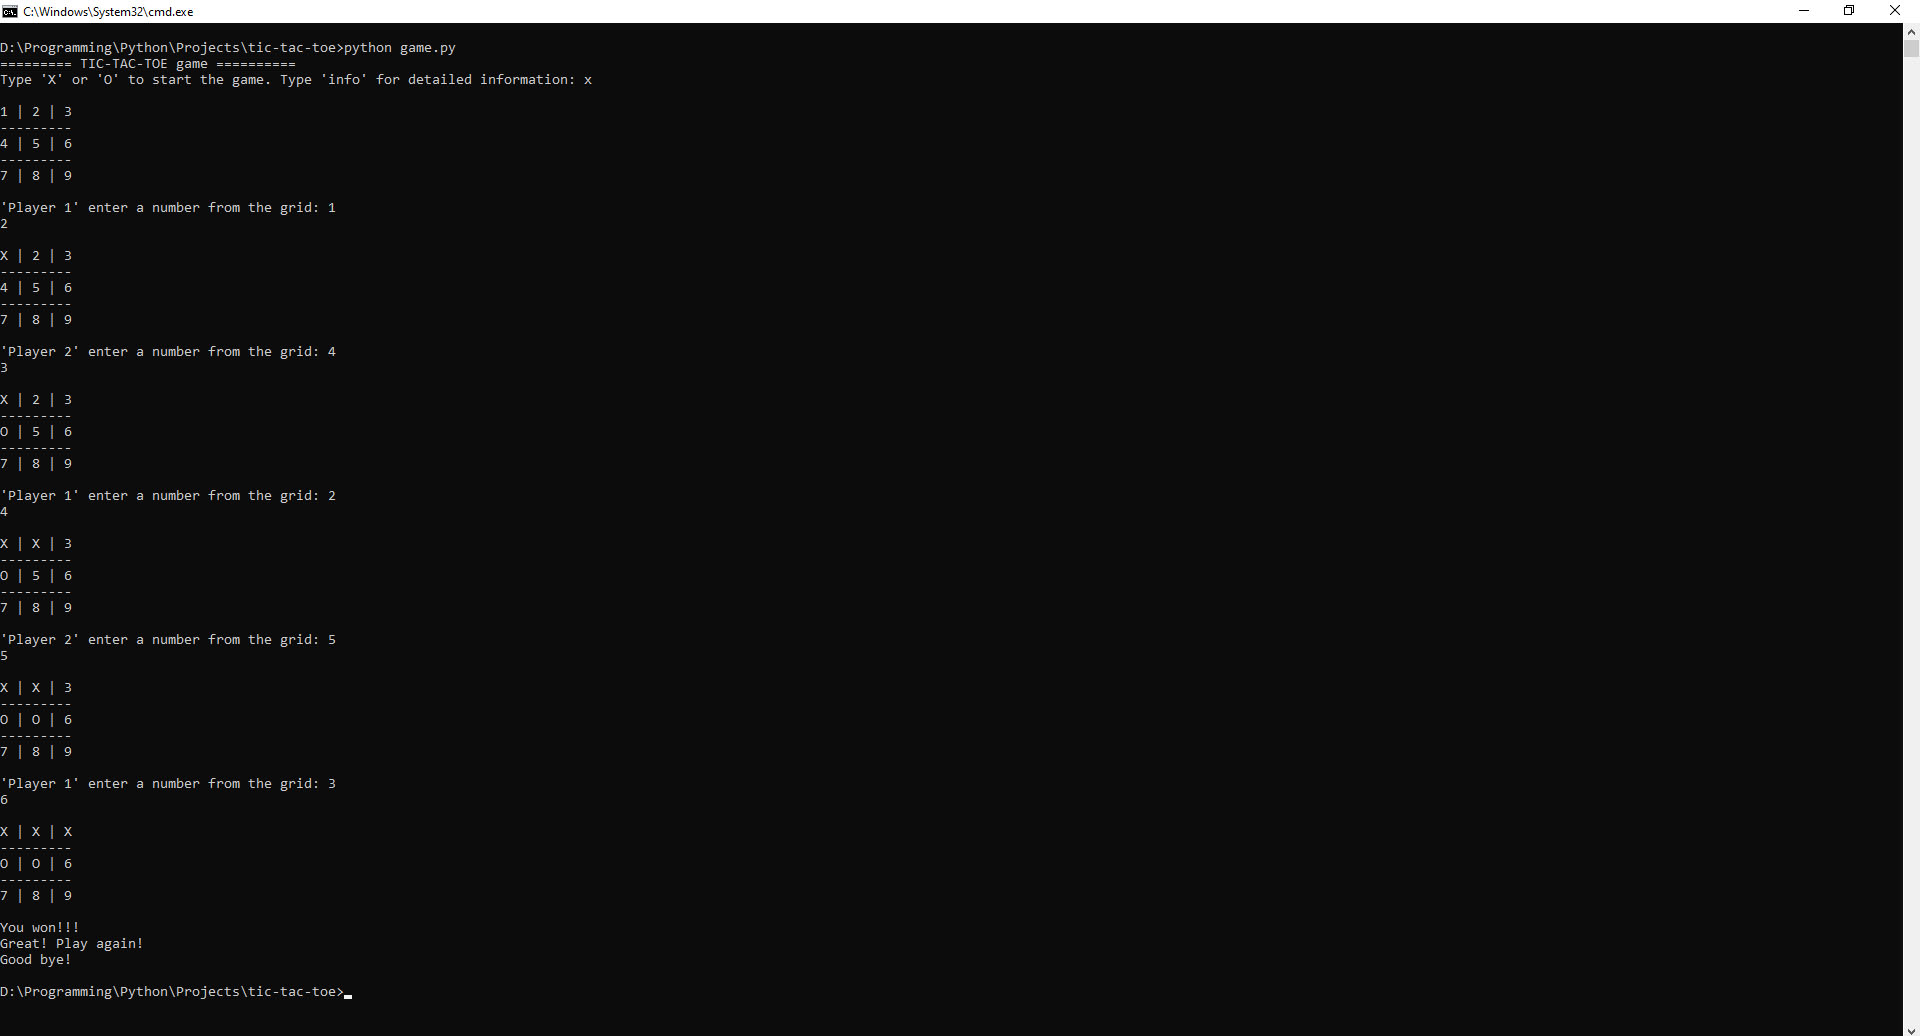 C:\Windows\System32\cmd.exe
D:\Programming\Python\Projects\tic-tac-toe>python game.py
========= TIC-TAC-TOE game ==========
Type 'X' or 'O' to start the game. Type 'info' for detailed information: x
1 | 2 | 3
---------
4 | 5 | 6
---------
7 | 8 | 9
'Player 1' enter a number from the grid: 1
2
X | 2 | 3
---------
4 | 5 | 6
---------
7 | 8 | 9
'Player 2' enter a number from the grid: 4
3
X | 2 | 3
---------
O | 5 | 6
---------
7 | 8 | 9
'Player 1' enter a number from the grid: 2
4
X | X | 3
---------
O | 5 | 6
---------
7 | 8 | 9
'Player 2' enter a number from the grid: 5
5
X | X | 3
---------
O | O | 6
---------
7 | 8 | 9
'Player 1' enter a number from the grid: 3
6
X | X | X
---------
O | O | 6
---------
7 | 8 | 9
You won!!!
Great! Play again!
Good bye!
D:\Programming\Python\Projects\tic-tac-toe>